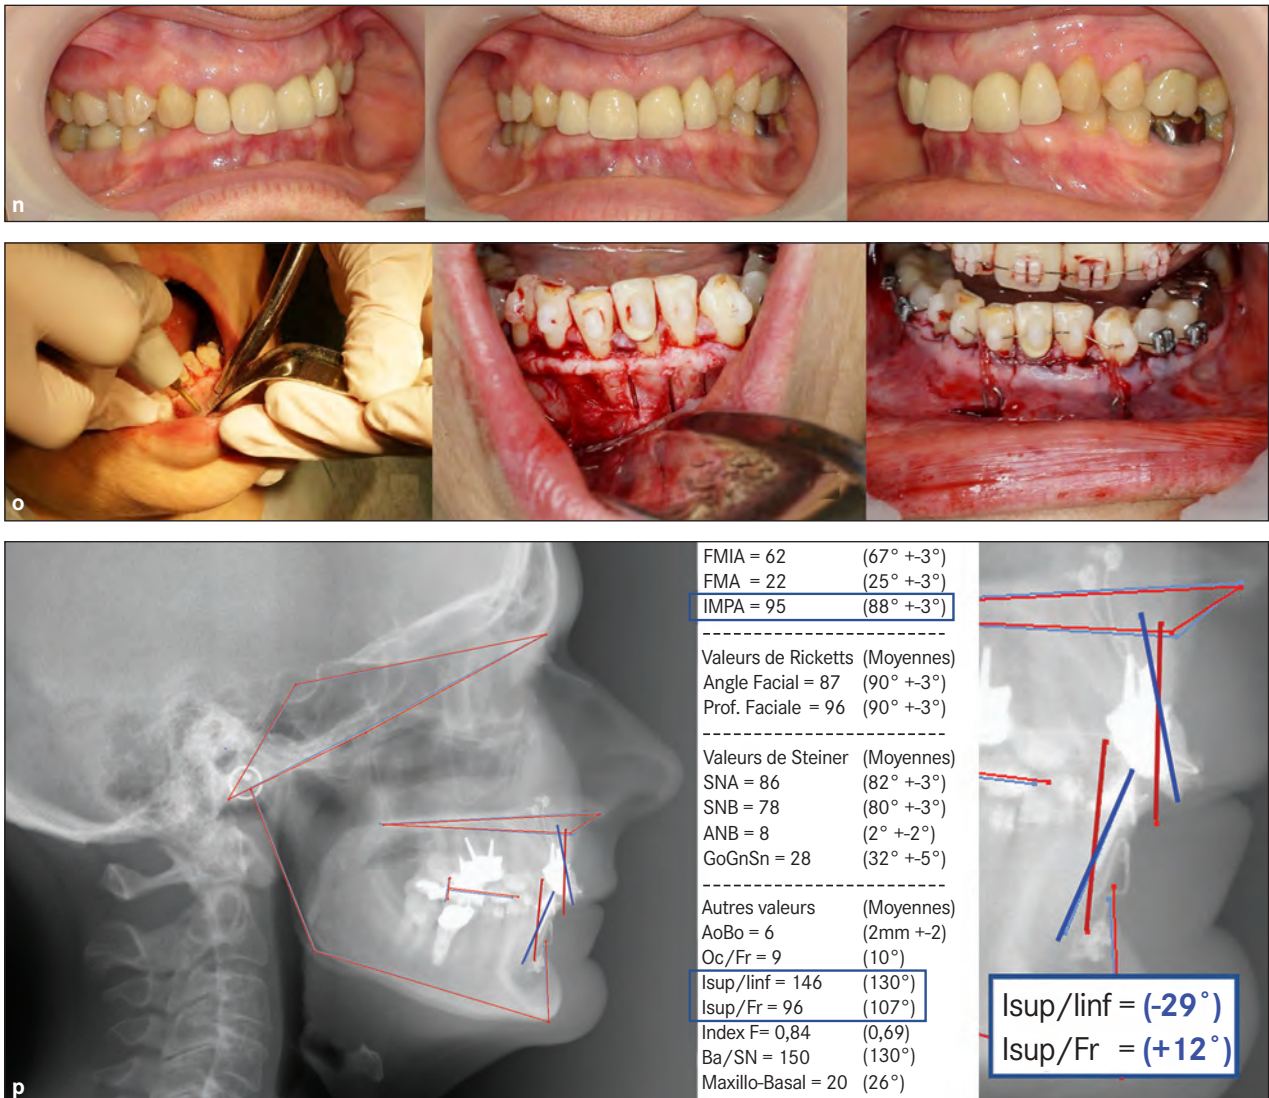 n
o
FMIA = 62 (67° +-3°)
FMA = 22 (25° +-3°)
IMPA = 95 (88° +-3°)
Valeurs de Ricketts (Moyennes)
Angle Facial = 87 (90° +-3°)
Prof. Faciale = 96 (90° +-3°)
Valeurs de Steiner (Moyennes)
SNA = 86 (82° +-3°)
SNB = 78 (80° +-3°)
ANB = 8 (2° +-2°)
GoGnSn = 28 (32° +-5°)
Autres valeurs (Moyennes)
AoBo = 6 (2mm +-2)
Oc/Fr = 9 (10°)
Isup/Iinf = 146 (130°)
Isup/Fr = 96 (107°)
Index F= 0,84 (0,69)
Ba/SN = 150 (130°)
Maxillo-Basal = 20 (26°)
Isup/Iinf = (-29°)
Isup/Fr = (+12°)
p